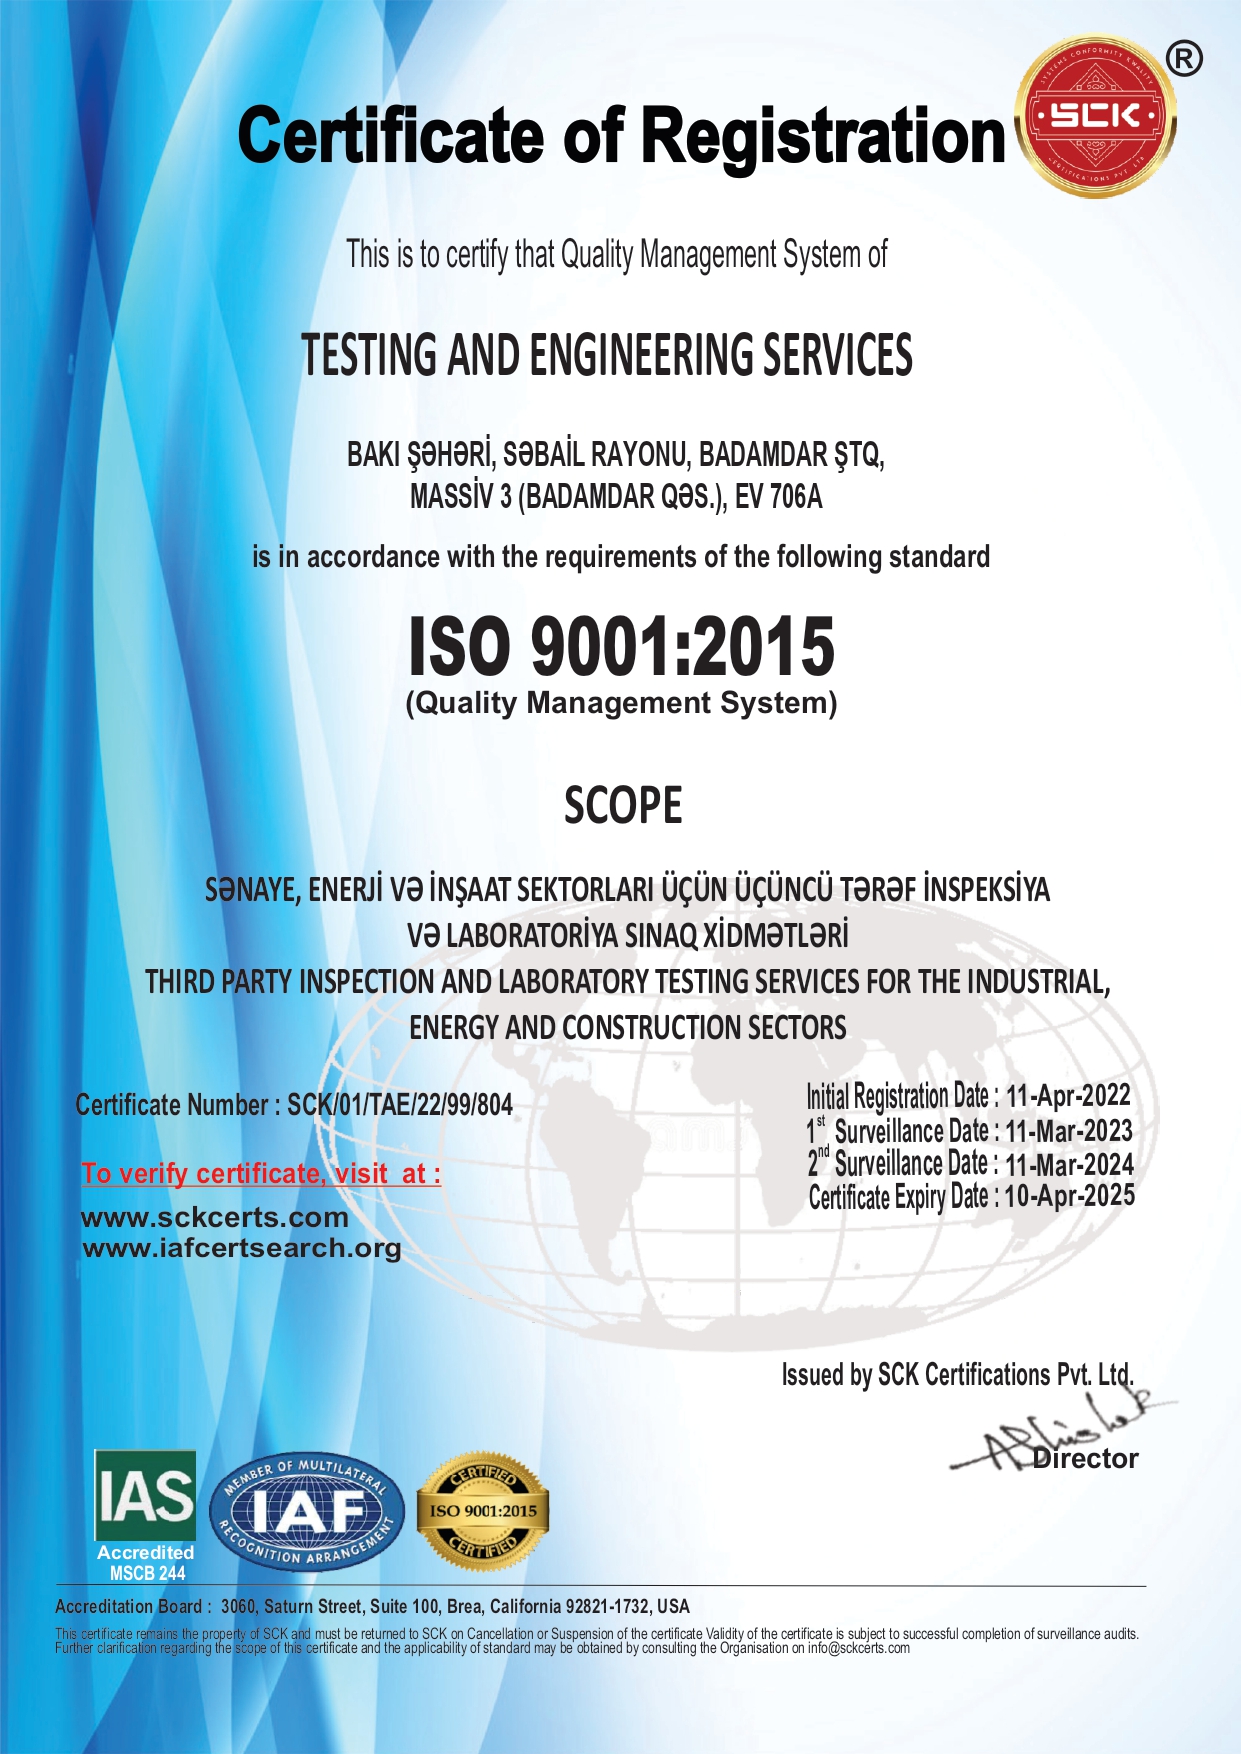 Certificate of Registration
SYSTEMS CONFORMITY KWALITY
SCK
CERTIFICATIONS PVT. LTD
®
This is to certify that Quality Management System of
TESTING AND ENGINEERING SERVICES
BAKI ŞƏHƏRİ, SƏBAİL RAYONU, BADAMDAR ŞTQ,
MASSİV 3 (BADAMDAR QƏS.), EV 706A
is in accordance with the requirements of the following standard
ISO 9001:2015
(Quality Management System)
SCOPE
SƏNAYE, ENERJİ VƏ İNŞAAT SEKTORLARI ÜÇÜN ÜÇÜNCÜ TƏRƏF İNSPEKSİYA
VƏ LABORATORİYA SINAQ XİDMƏTLƏRİ
THIRD PARTY INSPECTION AND LABORATORY TESTING SERVICES FOR THE INDUSTRIAL,
ENERGY AND CONSTRUCTION SECTORS
Certificate Number : SCK/01/TAE/22/99/804
To verify certificate, visit at :
www.sckcerts.com
www.iafcertsearch.org
Initial Registration Date : 11-Apr-2022
1st Surveillance Date : 11-Mar-2023
2nd Surveillance Date : 11-Mar-2024
Certificate Expiry Date : 10-Apr-2025
Issued by SCK Certifications Pvt. Ltd.
Abhishek
Director
IAS
Accredited
MSCB 244
MEMBER OF MULTILATERAL
IAF
RECOGNITION ARRANGEMENT
CERTIFIED
ISO 9001:2015
CERTIFIED
Accreditation Board : 3060, Saturn Street, Suite 100, Brea, California 92821-1732, USA
This certificate remains the property of SCK and must be returned to SCK on Cancellation or Suspension of the certificate Validity of the certificate is subject to successful completion of surveillance audits.
Further clarification regarding the scope of this certificate and the applicability of standard may be obtained by consulting the Organisation on info@sckcerts.com